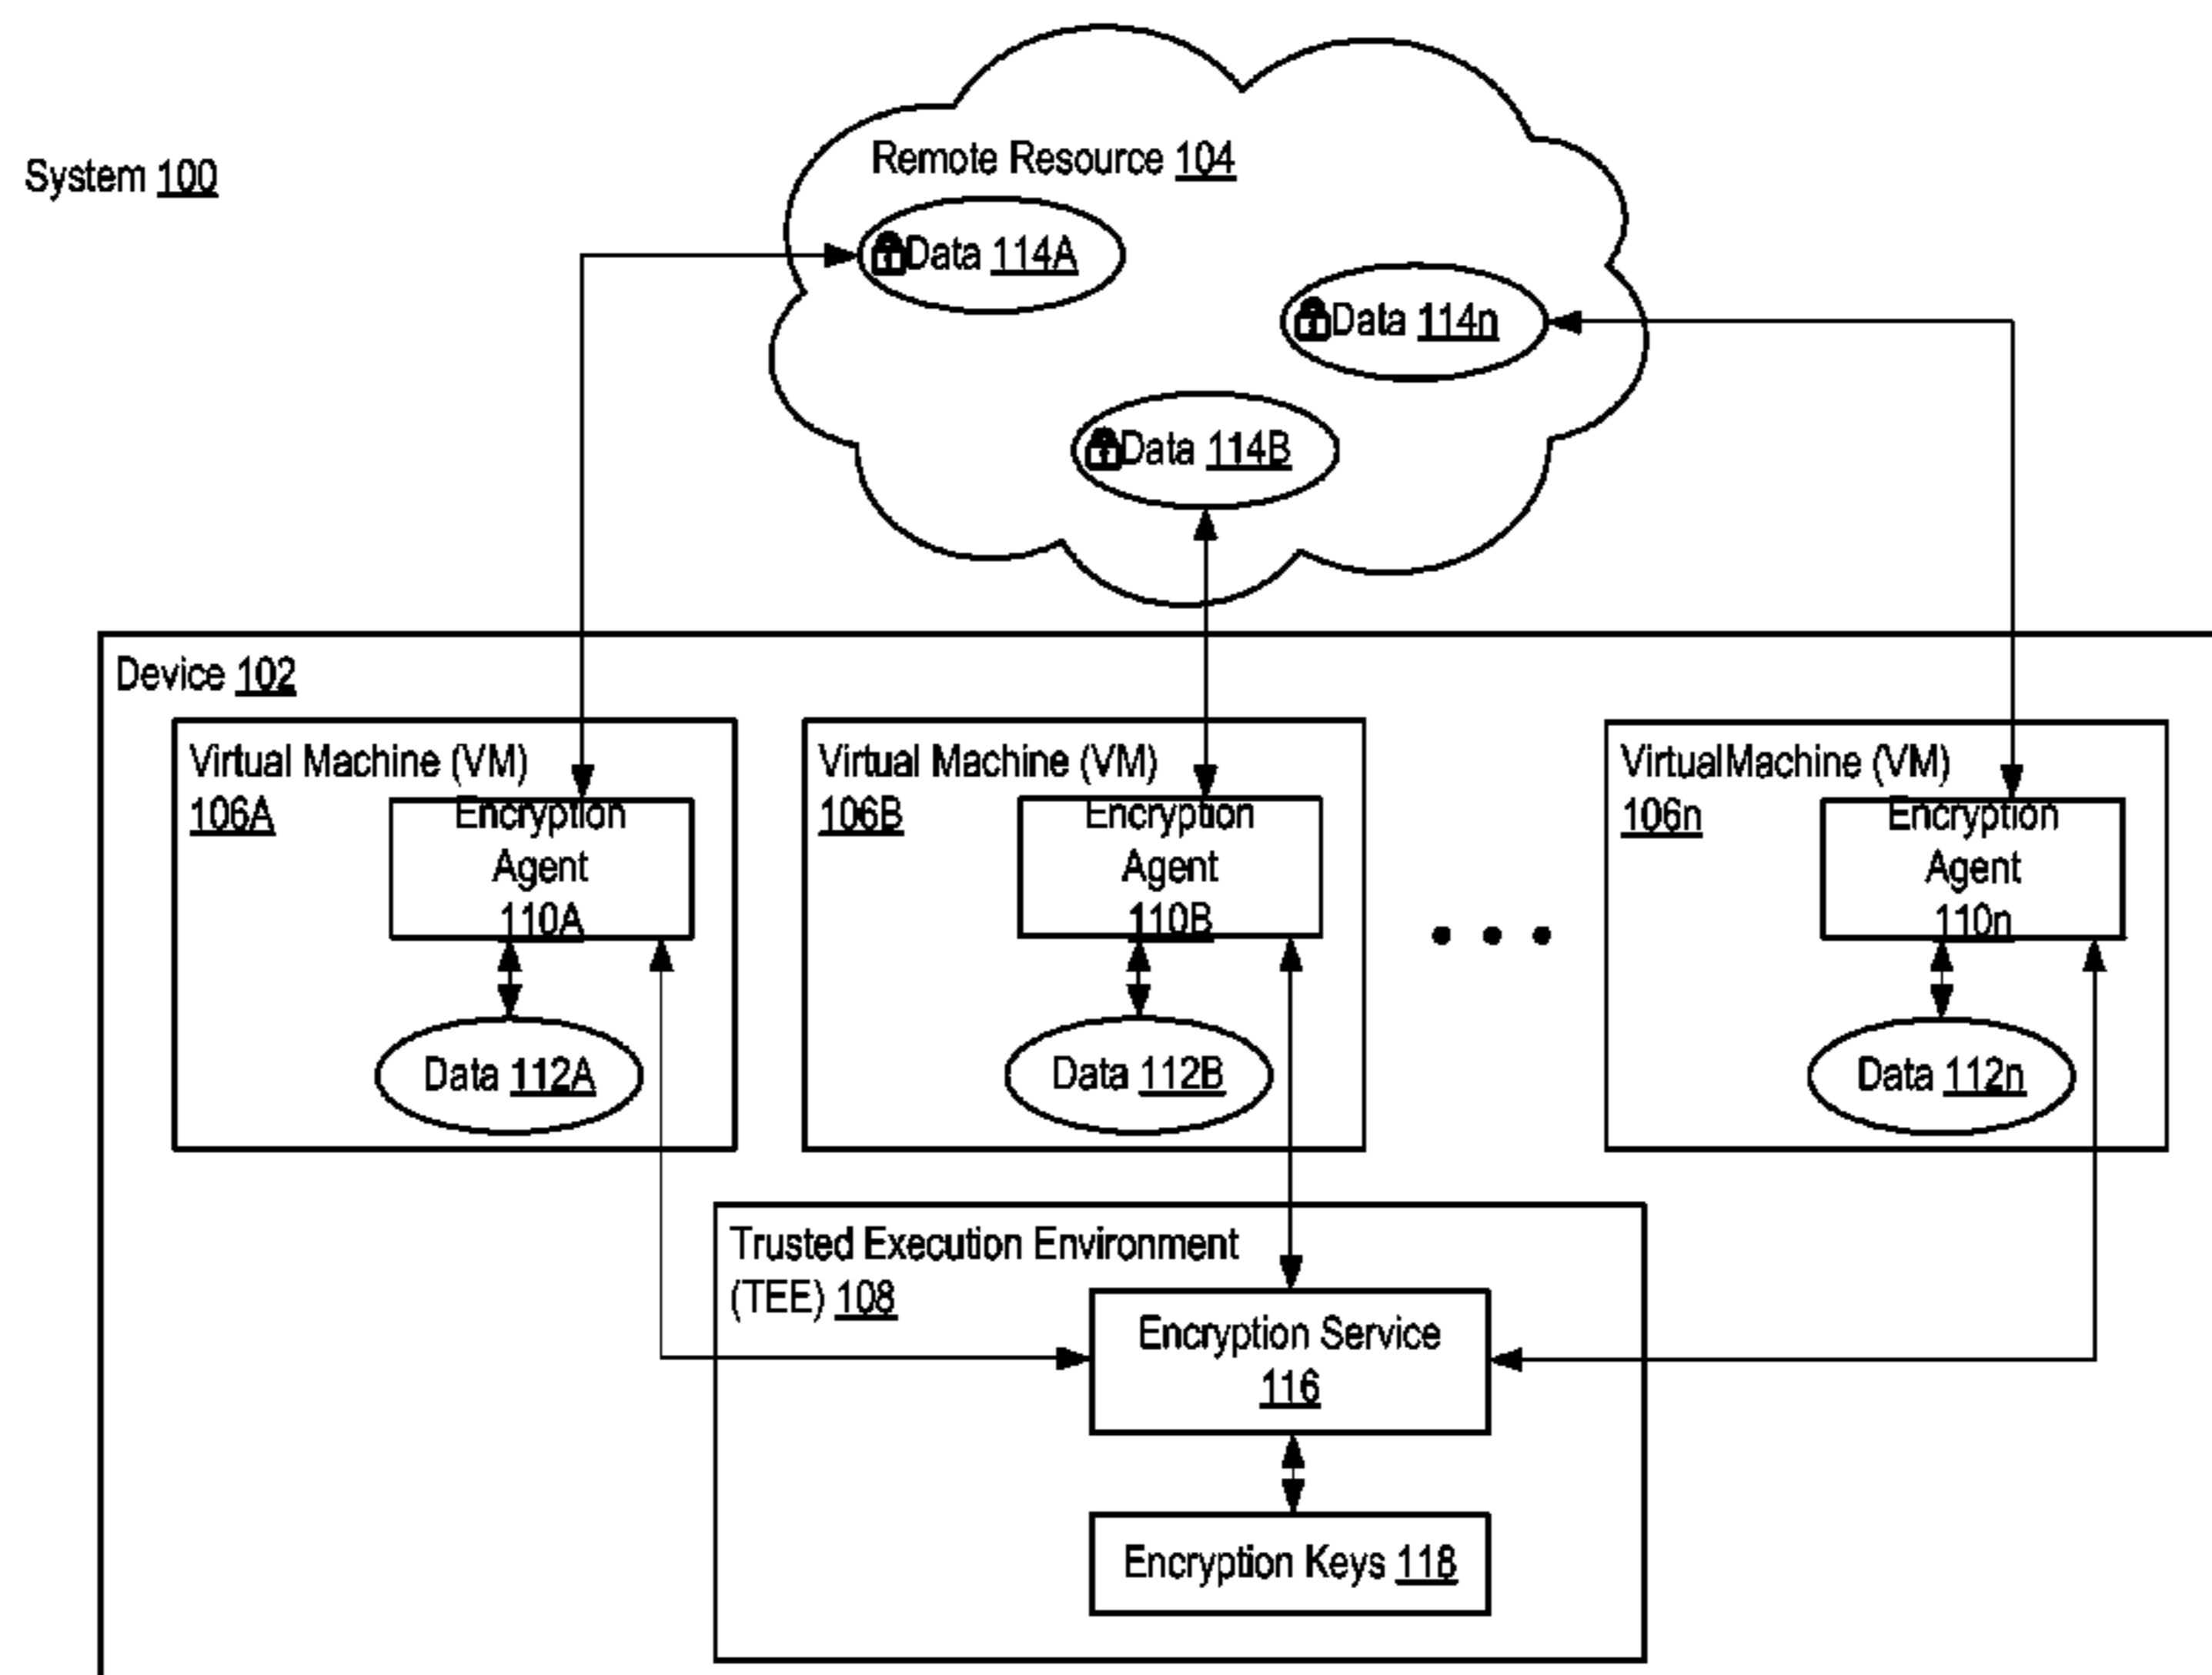 System 100
Remote Resource 104
Data 114A
Data 114n
Data 114B
Device 102
Virtual Machine (VM)
106A
Encryption
Agent
110A
Data 112A
Virtual Machine (VM)
106B
Encryption
Agent
110B
Data 112B
• • •
VirtualMachine (VM)
106n
Encryption
Agent
110n
Data 112n
Trusted Execution Environment
(TEE) 108
Encryption Service
116
Encryption Keys 118